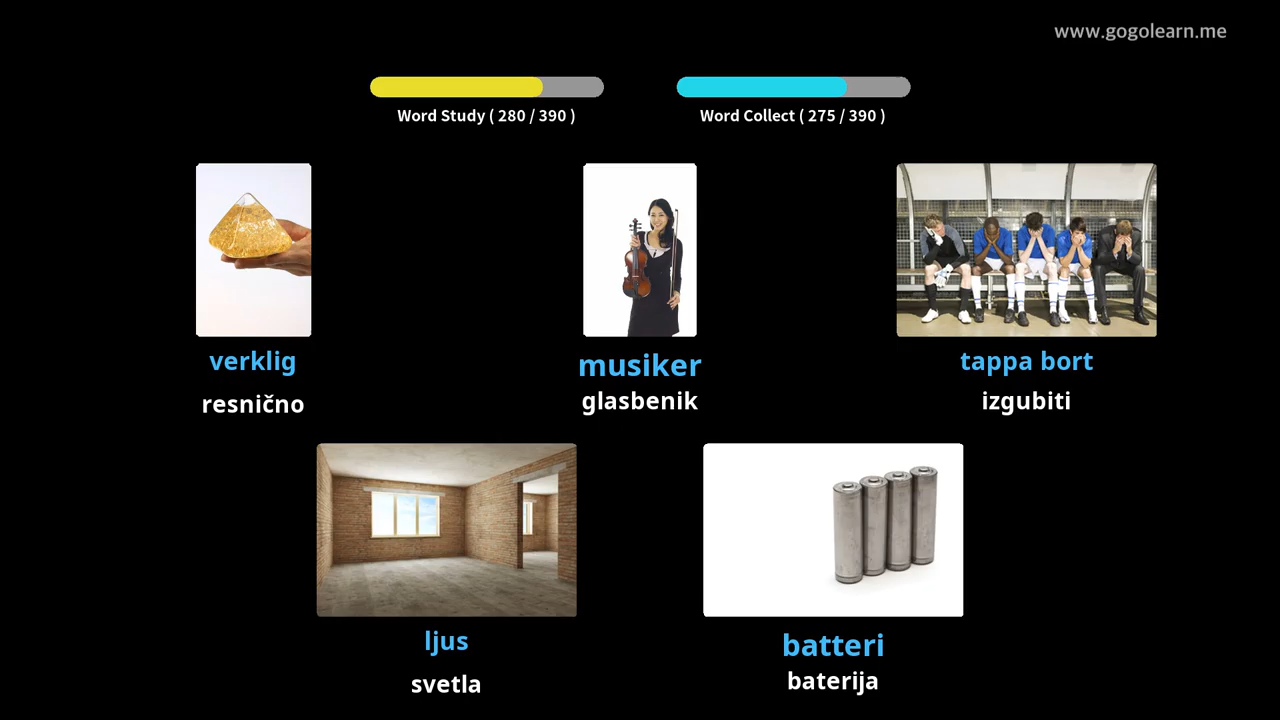 www.gogolearn.me
Word Study ( 280 / 390 )
Word Collect ( 275 / 390 )
verklig
resnično
musiker
glasbenik
tappa bort
izgubiti
ljus
svetla
batteri
baterija